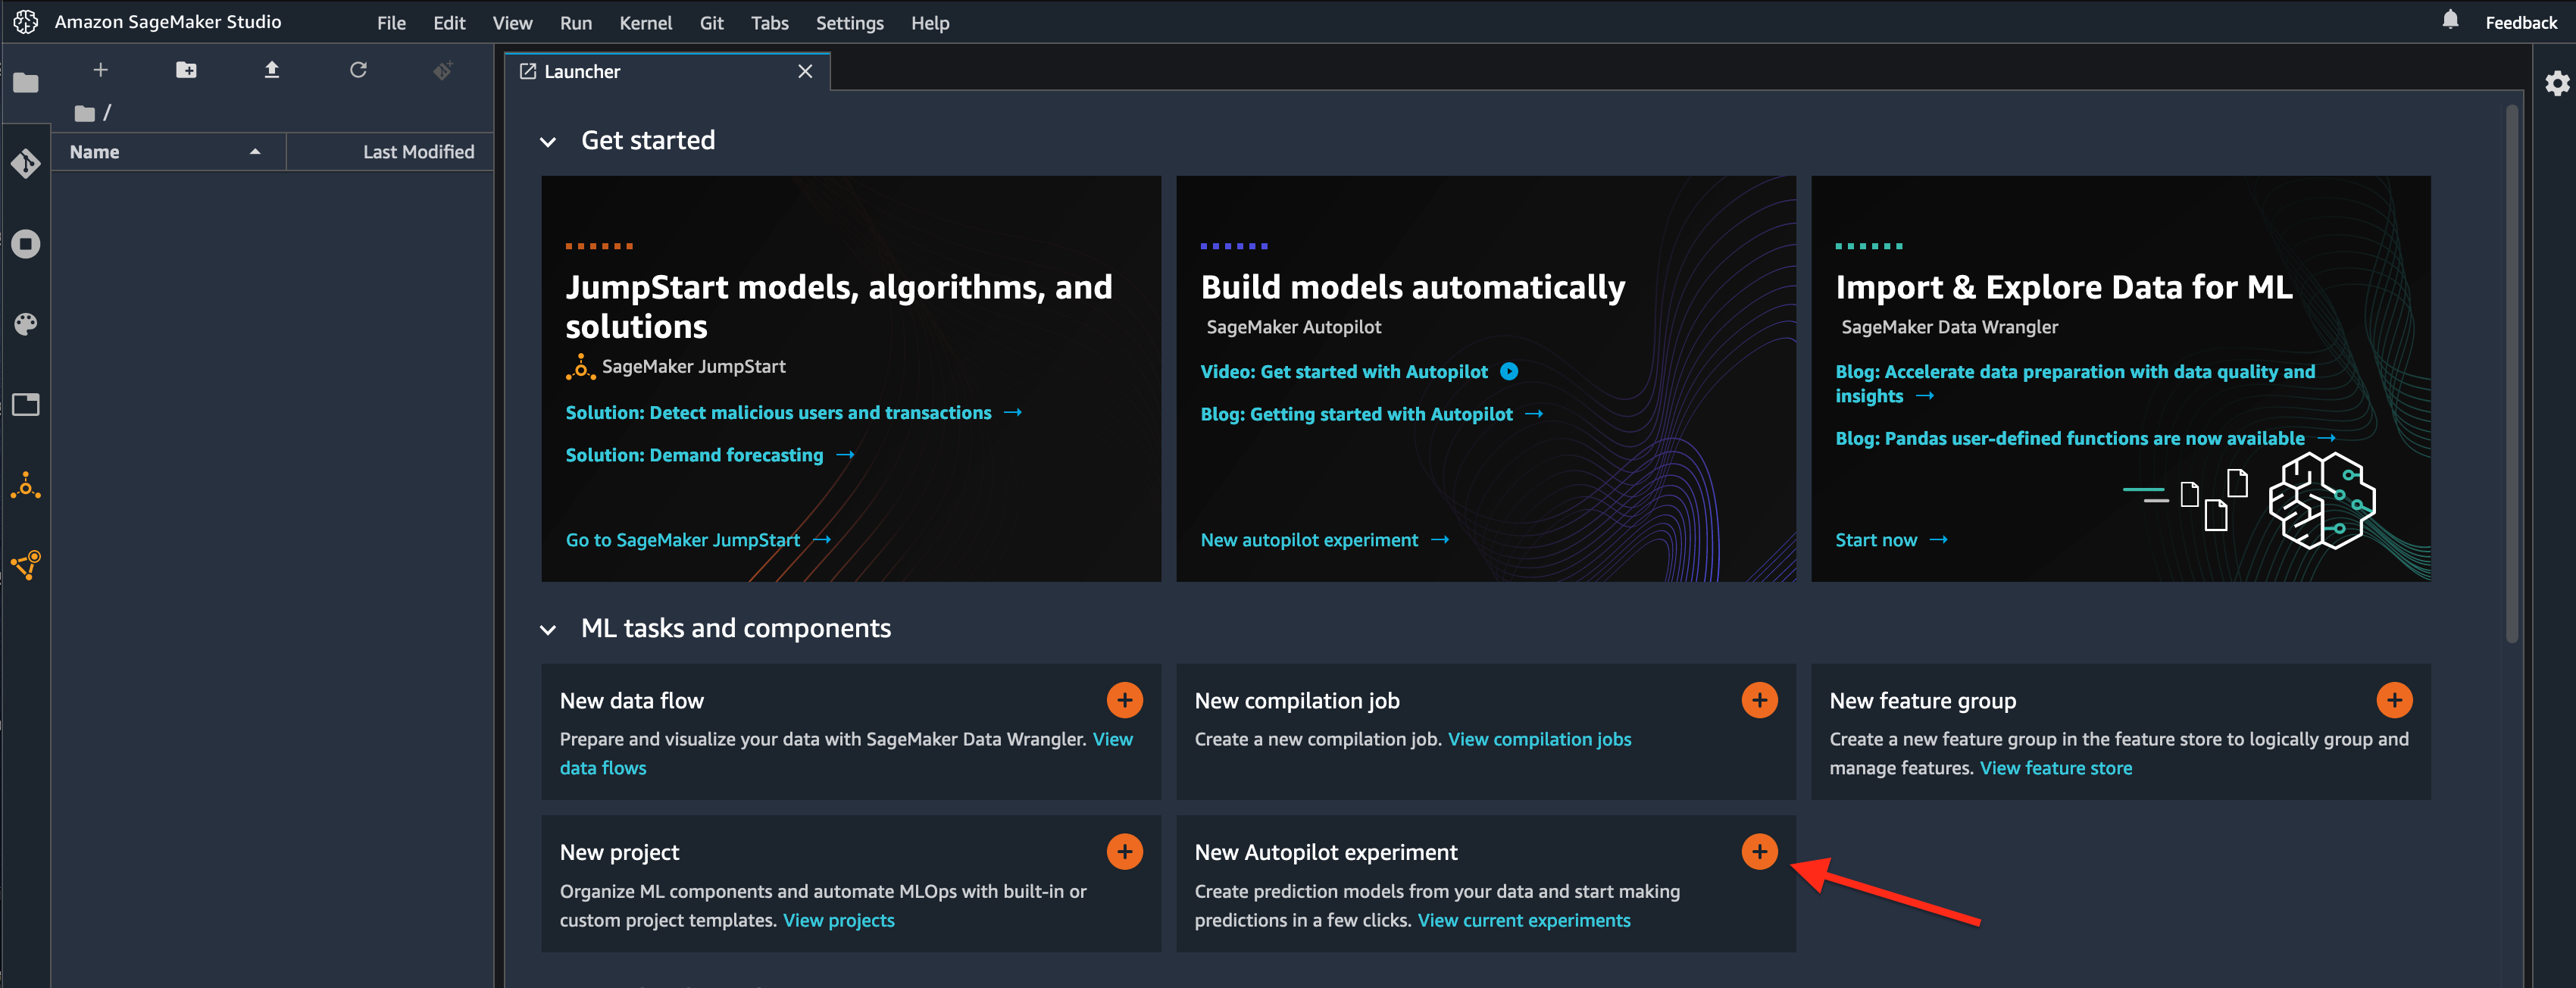 Amazon SageMaker Studio
File Edit View Run Kernel Git Tabs Settings Help
Feedback
/
Name Last Modified
Launcher
Get started
JumpStart models, algorithms, and
solutions
SageMaker JumpStart
Solution: Detect malicious users and transactions →
Solution: Demand forecasting →
Go to SageMaker JumpStart →
Build models automatically
SageMaker Autopilot
Video: Get started with Autopilot
Blog: Getting started with Autopilot →
New autopilot experiment →
Import & Explore Data for ML
SageMaker Data Wrangler
Blog: Accelerate data preparation with data quality and
insights →
Blog: Pandas user-defined functions are now available →
Start now →
ML tasks and components
New data flow
Prepare and visualize your data with SageMaker Data Wrangler. View
data flows
New compilation job
Create a new compilation job. View compilation jobs
New feature group
Create a new feature group in the feature store to logically group and
manage features. View feature store
New project
Organize ML components and automate MLOps with built-in or
custom project templates. View projects
New Autopilot experiment
Create prediction models from your data and start making
predictions in a few clicks. View current experiments